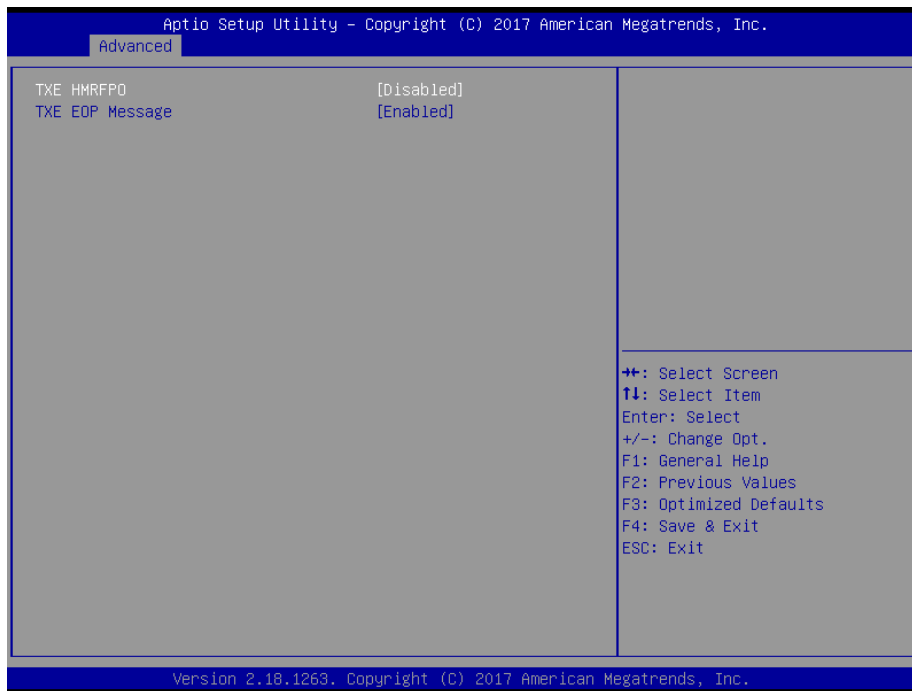 Aptio Setup Utility – Copyright (C) 2017 American Megatrends, Inc.
Advanced
TXE HMRFPO [Disabled]
TXE EOP Message [Enabled]
→←: Select Screen
↑↓: Select Item
Enter: Select
+/-: Change Opt.
F1: General Help
F2: Previous Values
F3: Optimized Defaults
F4: Save & Exit
ESC: Exit
Version 2.18.1263. Copyright (C) 2017 American Megatrends, Inc.